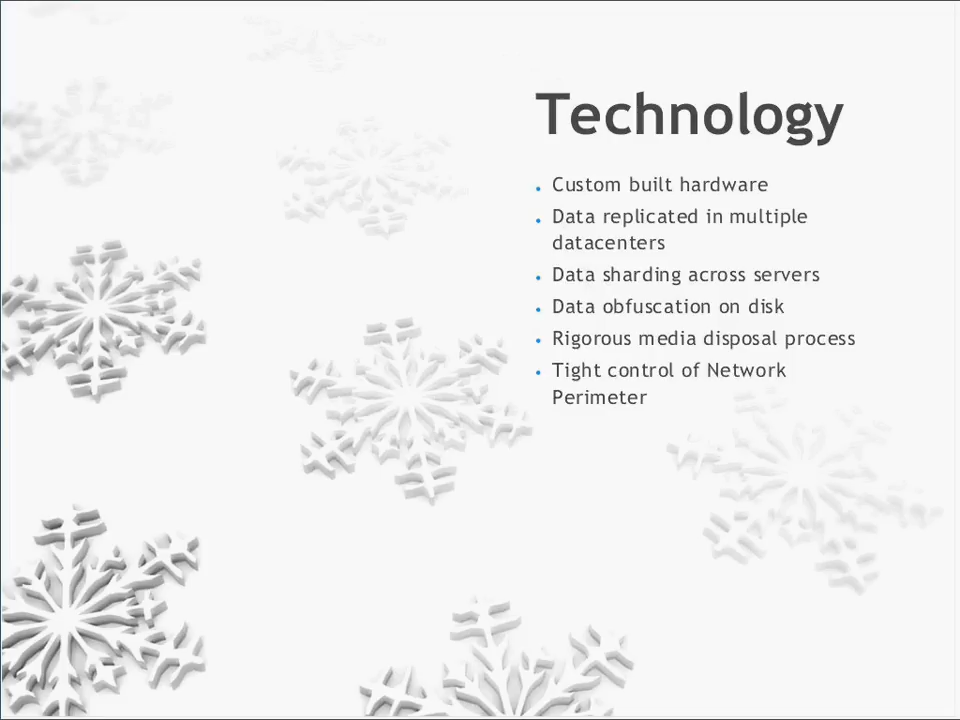 Technology
Custom built hardware
Data replicated in multiple
datacenters
Data sharding across servers
Data obfuscation on disk
Rigorous media disposal process
Tight control of Network
Perimeter